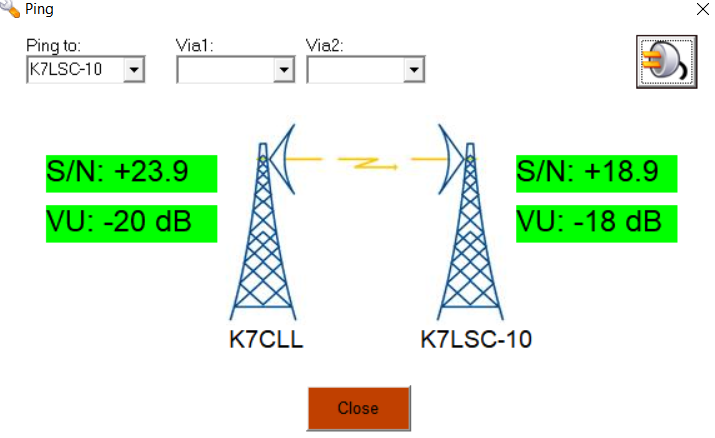 Ping
Ping to: Via1: Via2:
K7LSC-10
S/N: +23.9 S/N: +18.9
VU: -20 dB VU: -18 dB
K7CLL K7LSC-10
Close